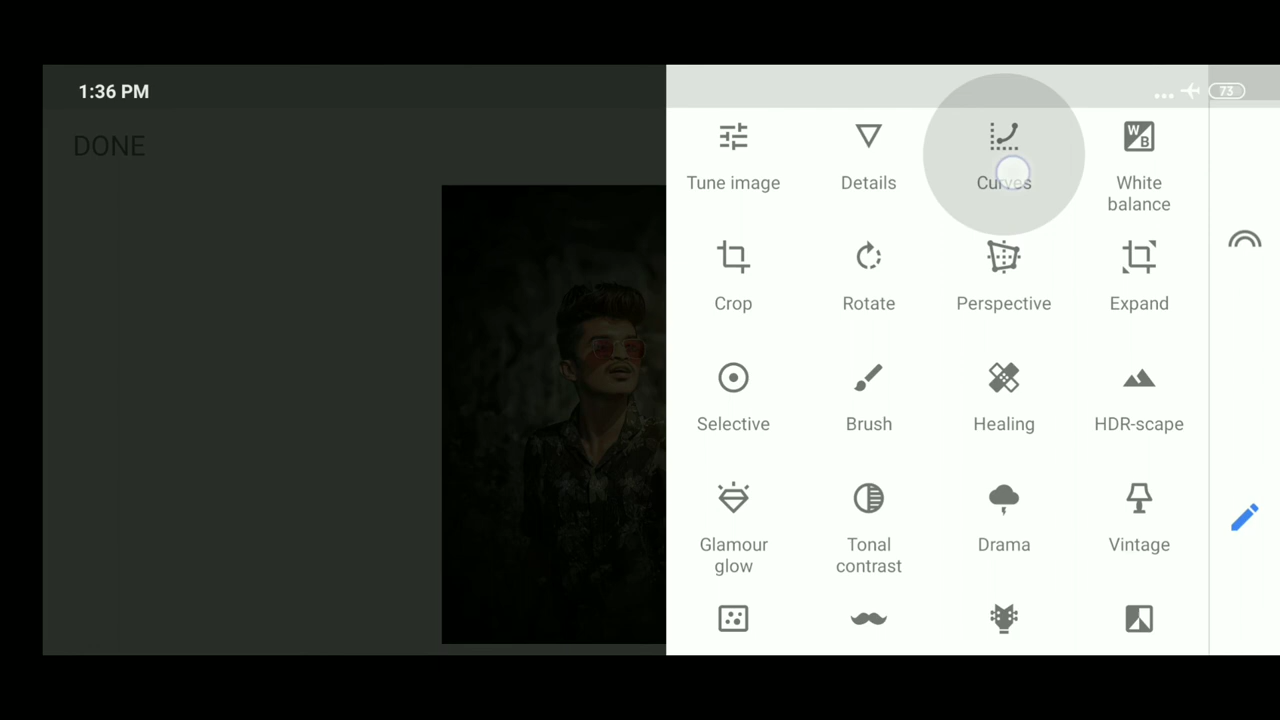 1:36 PM
73
DONE
Tune image
Details
Curves
White
balance
Crop
Rotate
Perspective
Expand
Selective
Brush
Healing
HDR-scape
Glamour
glow
Tonal
contrast
Drama
Vintage